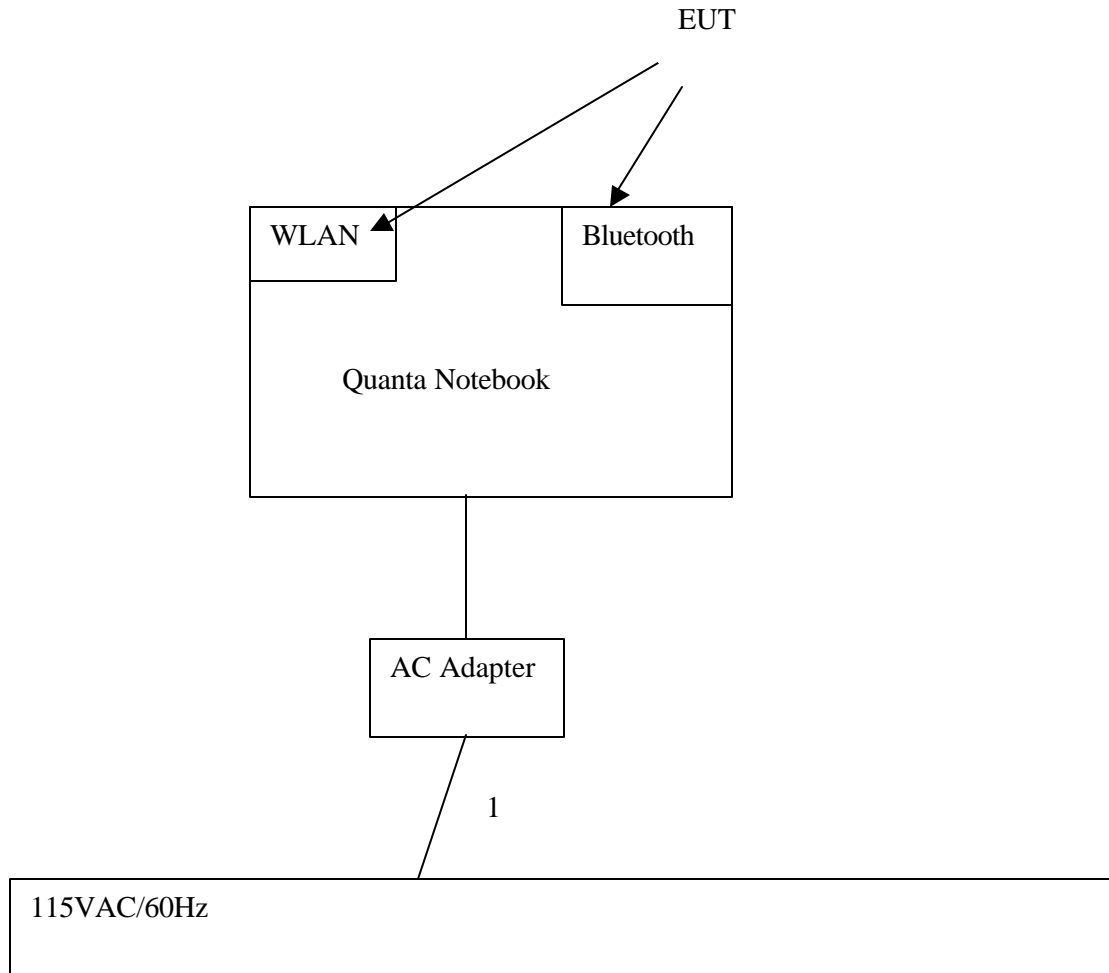 EUT
WLAN
Bluetooth
Quanta Notebook
AC Adapter
1
115VAC/60Hz